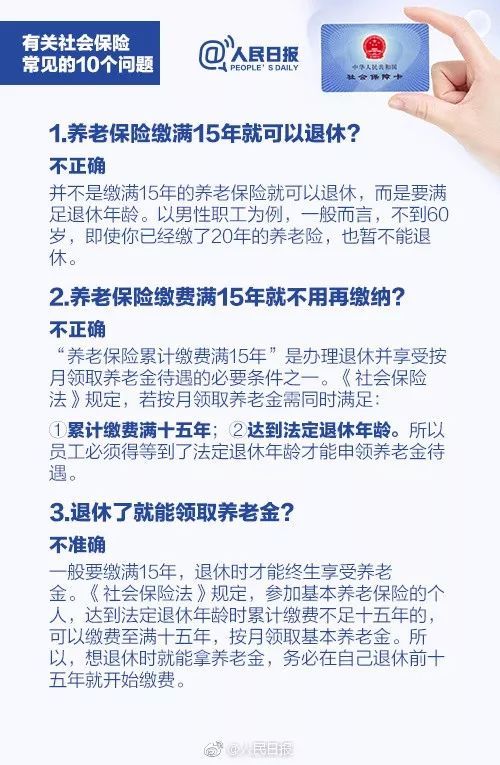 有关社会保险
常见的10个问题
@人民日报
PEOPLE'S DAILY
中华人民共和国
社会保障卡
1.养老保险缴满15年就可以退休?
不正确
并不是缴满15年的养老保险就可以退休，而是要满
足退休年龄。以男性职工为例，一般而言，不到60
岁，即使你已经缴了20年的养老险，也暂不能退
休。
2.养老保险缴费满15年就不用再缴纳?
不正确
“养老保险累计缴费满15年”是办理退休并享受按
月领取养老金待遇的必要条件之一。《社会保险
法》规定，若按月领取养老金需同时满足：
①累计缴费满十五年；②达到法定退休年龄。所以
员工必须得等到了法定退休年龄才能申领养老金待
遇。
3.退休了就能领取养老金?
不准确
一般要缴满15年，退休时才能终生享受养老
金。《社会保险法》规定，参加基本养老保险的个
人，达到法定退休年龄时累计缴费不足十五年的，
可以缴费至满十五年，按月领取基本养老金。所
以，想退休时就能拿养老金，务必在自己退休前十
五年就开始缴费。
@人民日报